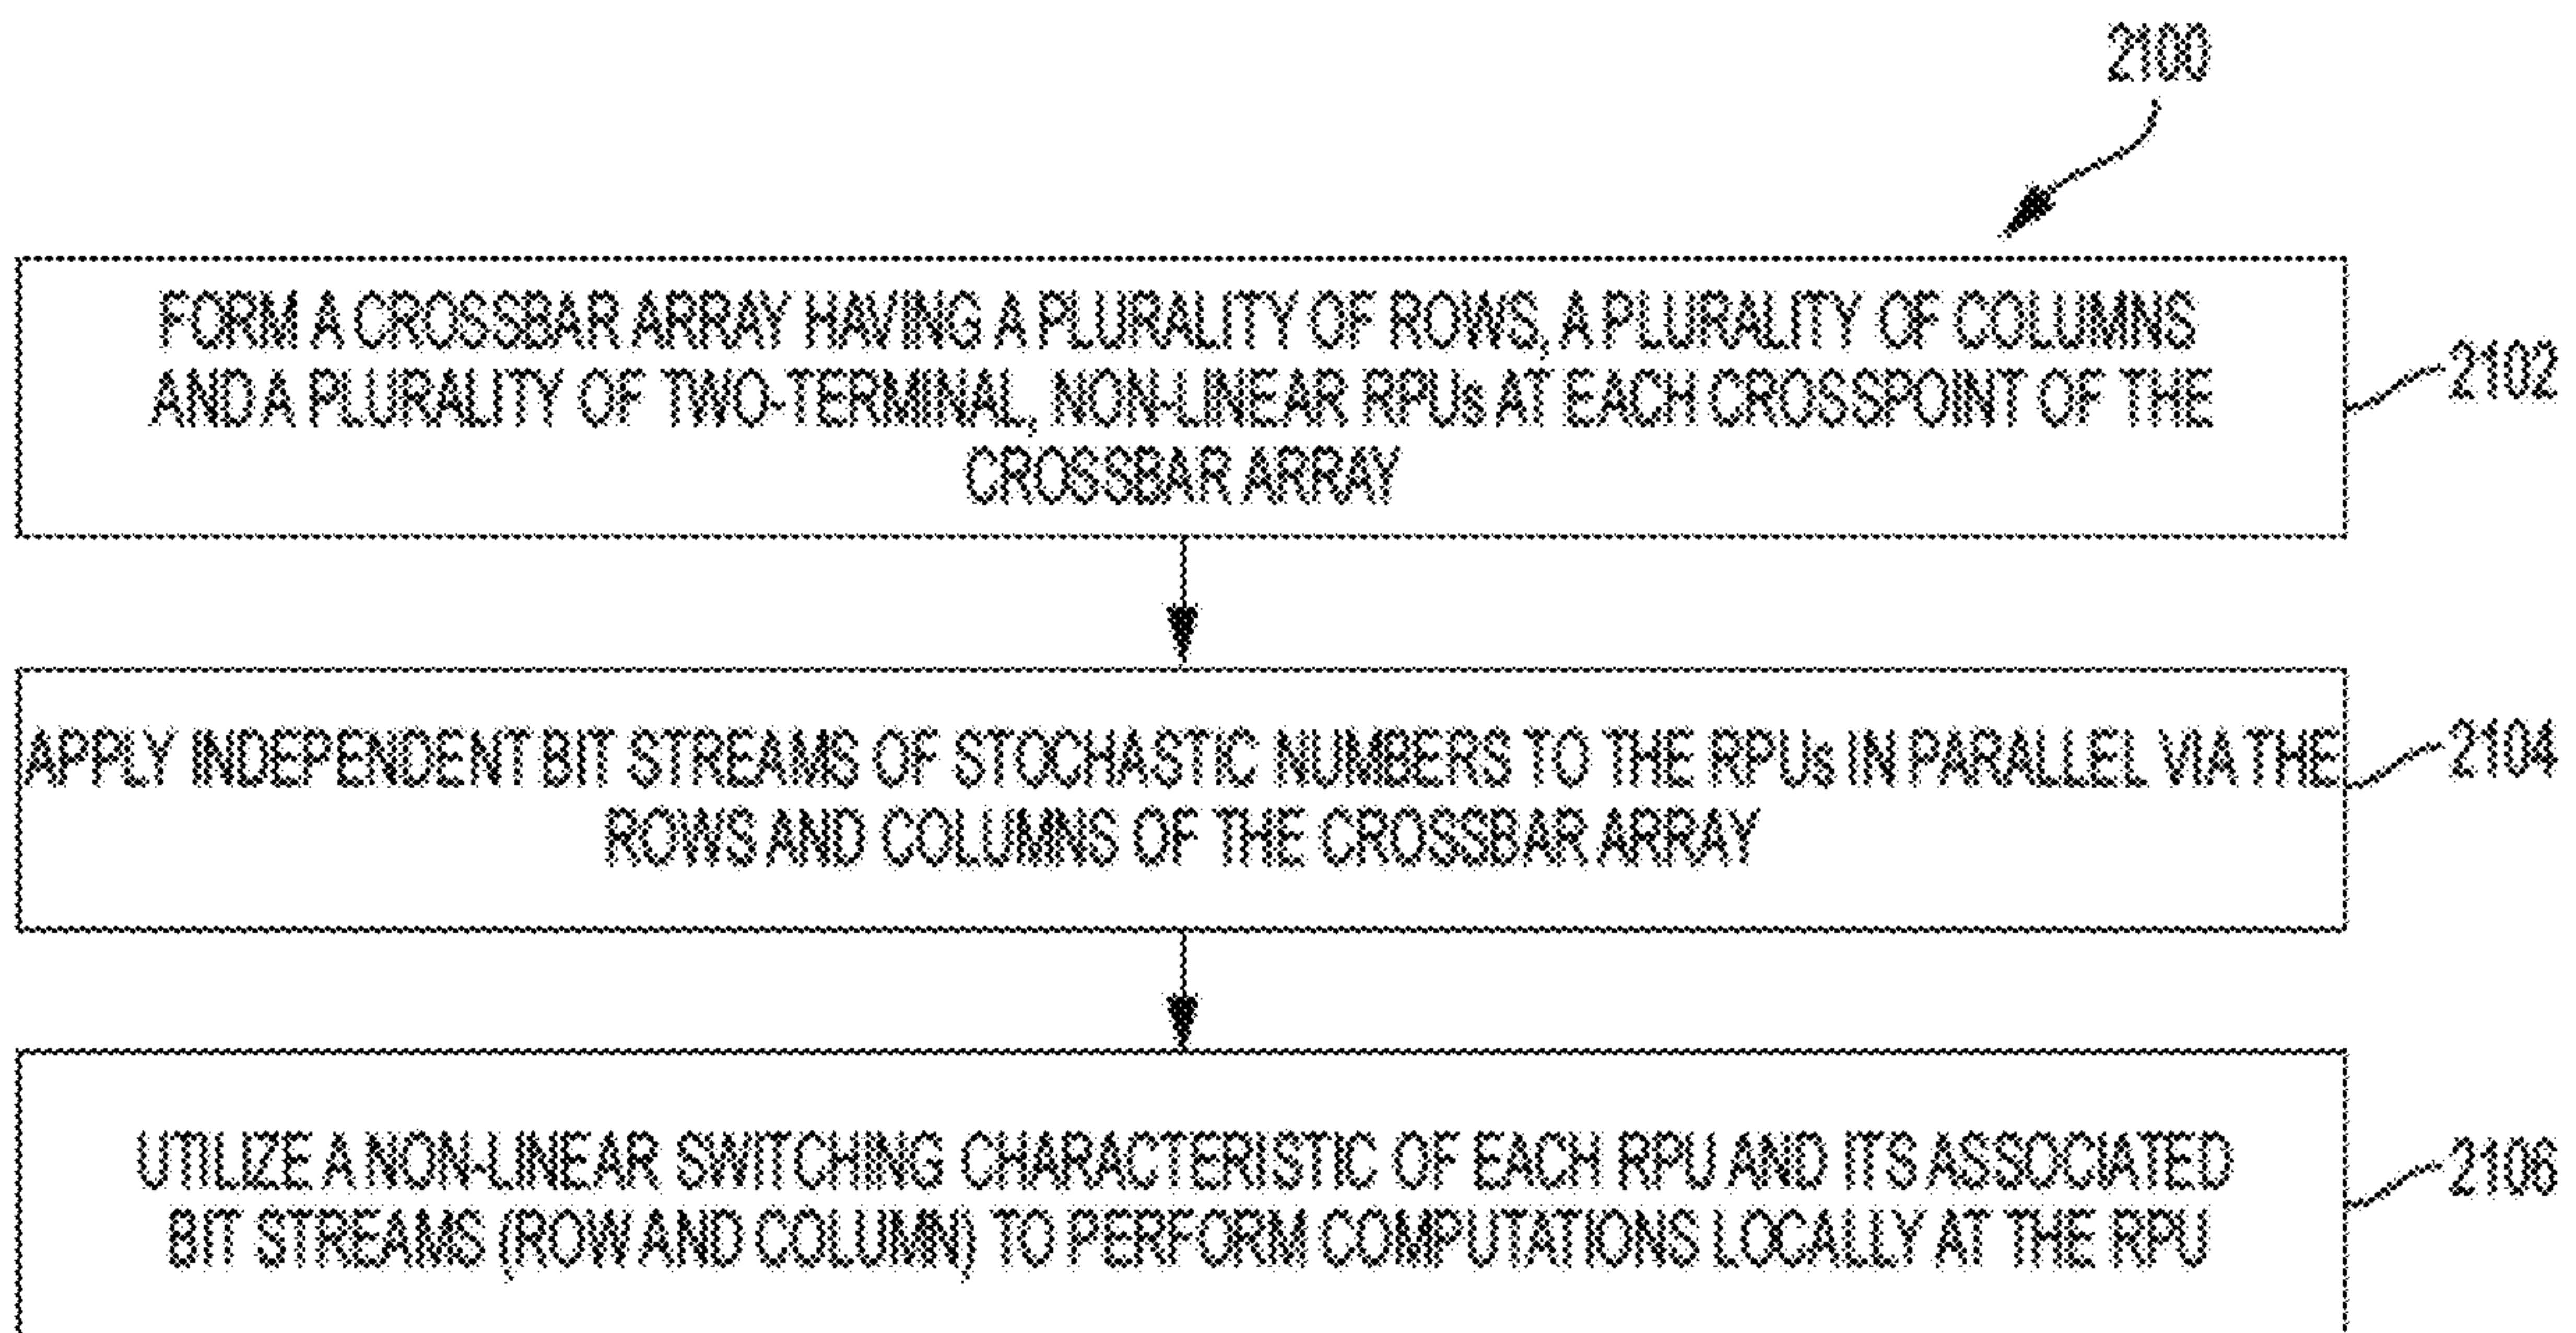 2100
FORM A CROSSBAR ARRAY HAVING A PLURALITY OF ROWS, A PLURALITY OF COLUMNS
AND A PLURALITY OF TWO-TERMINAL, NON-LINEAR RPUs AT EACH CROSSPOINT OF THE
CROSSBAR ARRAY
2102
APPLY INDEPENDENT BIT STREAMS OF STOCHASTIC NUMBERS TO THE RPUs IN PARALLEL VIA THE
ROWS AND COLUMNS OF THE CROSSBAR ARRAY
2104
UTILIZE A NON-LINEAR SWITCHING CHARACTERISTIC OF EACH RPU AND ITS ASSOCIATED
BIT STREAMS (ROW AND COLUMN) TO PERFORM COMPUTATIONS LOCALLY AT THE RPU
2106